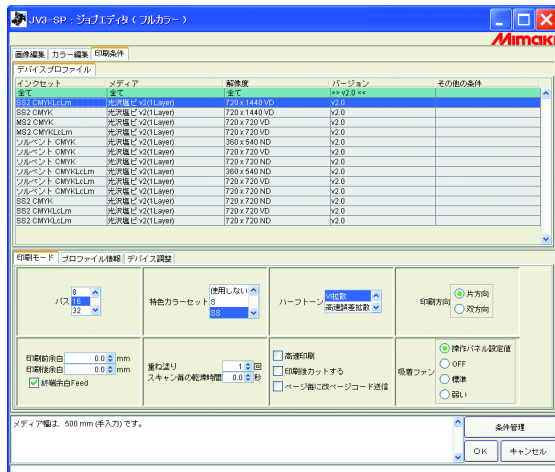 JV3-SP : ジョブエディタ ( フルカラー )
Mimaki
画像編集 カラー編集 印刷条件
デバイスプロファイル
インクセット メディア 解像度 バージョン その他の条件
全て 全て 全て >> v2.0 <<
SS2 CMYKLcLm 光沢塩ビ v2(1Layer) 720 x 1440 VD v2.0
SS2 CMYK 光沢塩ビ v2(1Layer) 720 x 1440 VD v2.0
MS2 CMYK 光沢塩ビ v2(1Layer) 720 x 720 VD v2.0
MS2 CMYKLcLm 光沢塩ビ v2(1Layer) 720 x 720 VD v2.0
ソルベント CMYK 光沢塩ビ v2(1Layer) 360 x 540 ND v2.0
ソルベント CMYK 光沢塩ビ v2(1Layer) 720 x 720 VD v2.0
ソルベント CMYK 光沢塩ビ v2(1Layer) 720 x 720 ND v2.0
ソルベント CMYKLcLm 光沢塩ビ v2(1Layer) 360 x 540 ND v2.0
ソルベント CMYKLcLm 光沢塩ビ v2(1Layer) 720 x 720 VD v2.0
ソルベント CMYKLcLm 光沢塩ビ v2(1Layer) 720 x 720 ND v2.0
SS2 CMYK 光沢塩ビ v2(1Layer) 720 x 720 ND v2.0
SS2 CMYKLcLm 光沢塩ビ v2(1Layer) 720 x 720 VD v2.0
SS2 CMYKLcLm 光沢塩ビ v2(1Layer) 720 x 720 ND v2.0
印刷モード プロファイル情報 デバイス調整
パス 8 16 32
特色カラーセット 使用しない S SS
ハーフトーン V拡散 高速誤差拡散
印刷方向 片方向 双方向
印刷前余白 0.0 mm
印刷後余白 0.0 mm
終端余白Feed
重ね塗り 1 回
スキャン毎の乾燥時間 0.0 秒
高速印刷
印刷後カットする
ページ毎に改ページコード送信
吸着ファン 操作パネル設定値
OFF
標準
弱い
メディア幅は、500 mm (手入力) です。
条件管理
OK キャンセル